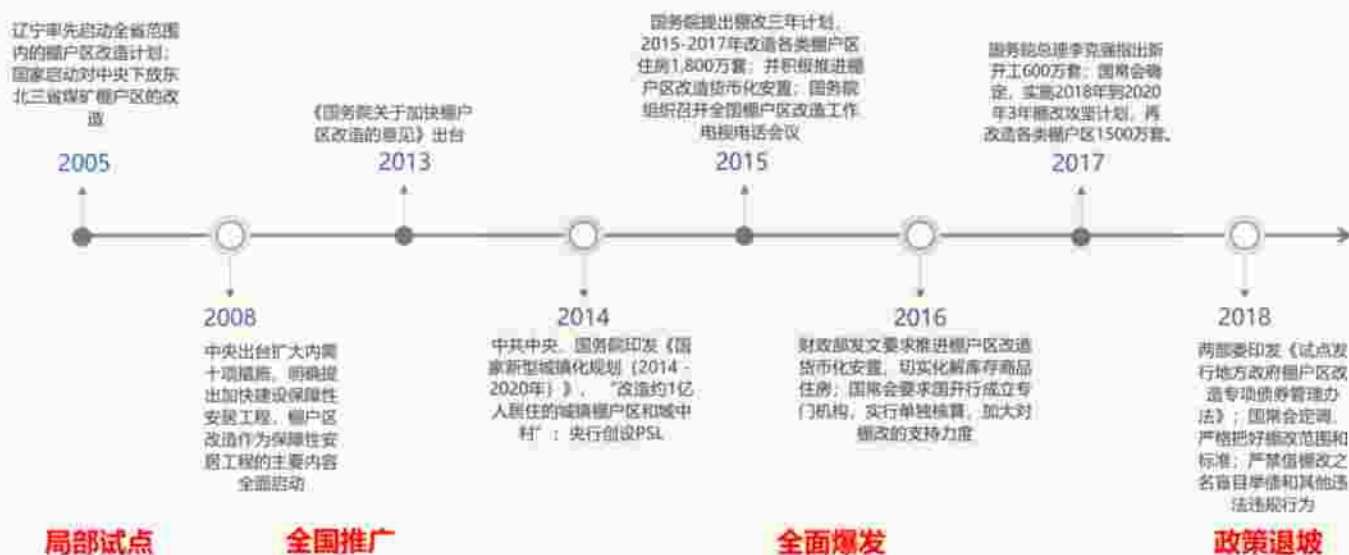 辽宁率先启动全省范围
内的棚户区改造计划；
国家启动对中央下放东
北三省煤矿棚户区的改
造
2005
《国务院关于加快棚户
区改造的意见》出台
2013
国务院提出棚改三年计划，
2015-2017年改造各类棚户区
住房1,800万套；并积极推进棚
户区改造货币化安置；国务院
组织召开全国棚户区改造工作
电视电话会议
2015
国务院总理李克强指出新
开工600万套；国常会确
定，实施2018年到2020
年3年棚改攻坚计划，再
改造各类棚户区1500万套。
2017
2008
中央出台扩大内需
十项措施，明确提
出加快建设保障性
安居工程，棚户区
改造作为保障性安
居工程的主要内容
全面启动
2014
中共中央、国务院印发《国
家新型城镇化规划（2014－
2020年）》，“改造约1亿
人居住的城镇棚户区和城中
村”；央行创设PSL
2016
财政部发文要求推进棚户区改造
货币化安置，切实化解库存商品
住房；国常会要求国开行成立专
门机构，实行单独核算，加大对
棚改的支持力度
2018
两部委印发《试点发
行地方政府棚户区改
造专项债券管理办
法》；国常会定调，
严格把好棚改范围和
标准；严禁借棚改之
名盲目举债和其他违
法违规行为
局部试点
全国推广
全面爆发
政策退坡